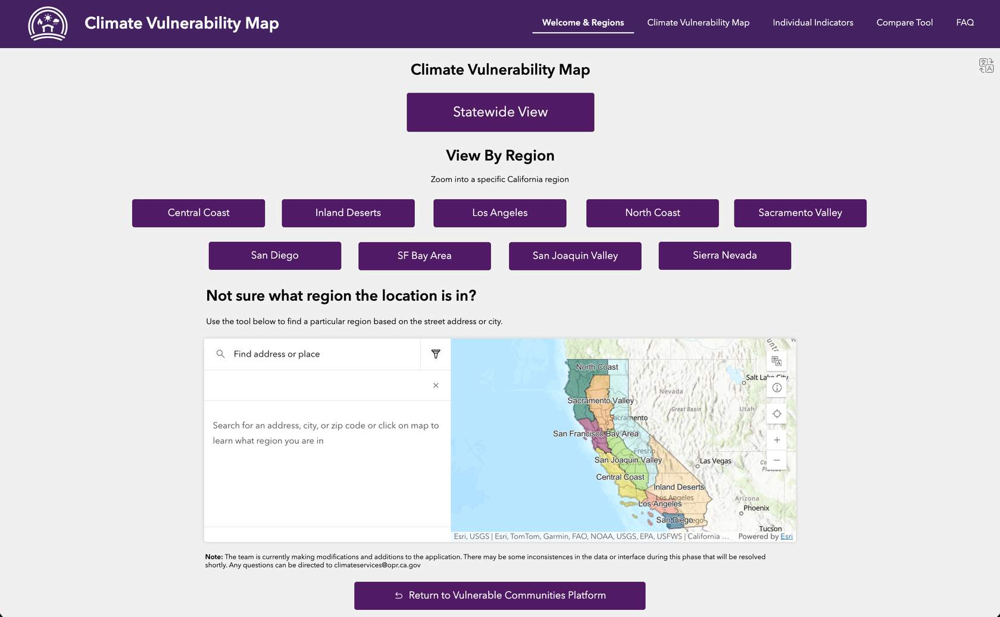 Climate Vulnerability Map
Welcome & Regions
Climate Vulnerability Map
Individual Indicators
Compare Tool
FAQ
Climate Vulnerability Map
Statewide View
View By Region
Zoom into a specific California region
Central Coast
Inland Deserts
Los Angeles
North Coast
Sacramento Valley
San Diego
SF Bay Area
San Joaquin Valley
Sierra Nevada
Not sure what region the location is in?
Use the tool below to find a particular region based on the street address or city.
Find address or place
Search for an address, city, or zip code or click on map to
learn what region you are in
North Coast
Salt Lake City
Nevada
Sacramento Valley
Great Basin
Utah
Sacramento
San Francisco Bay Area
Fresno
San Joaquin Valley
Las Vegas
Central Coast
Inland Deserts
Los Angeles
Los Angeles
Arizona
Phoenix
San Diego
Tucson
Esri, USGS | Esri, TomTom, Garmin, FAO, NOAA, USGS, EPA, USFWS | California ...
Powered by Esri
Note: The team is currently making modifications and additions to the application. There may be some inconsistences in the data or interface during this phase that will be resolved
shortly. Any questions can be directed to climateservices@opr.ca.gov
Return to Vulnerable Communities Platform